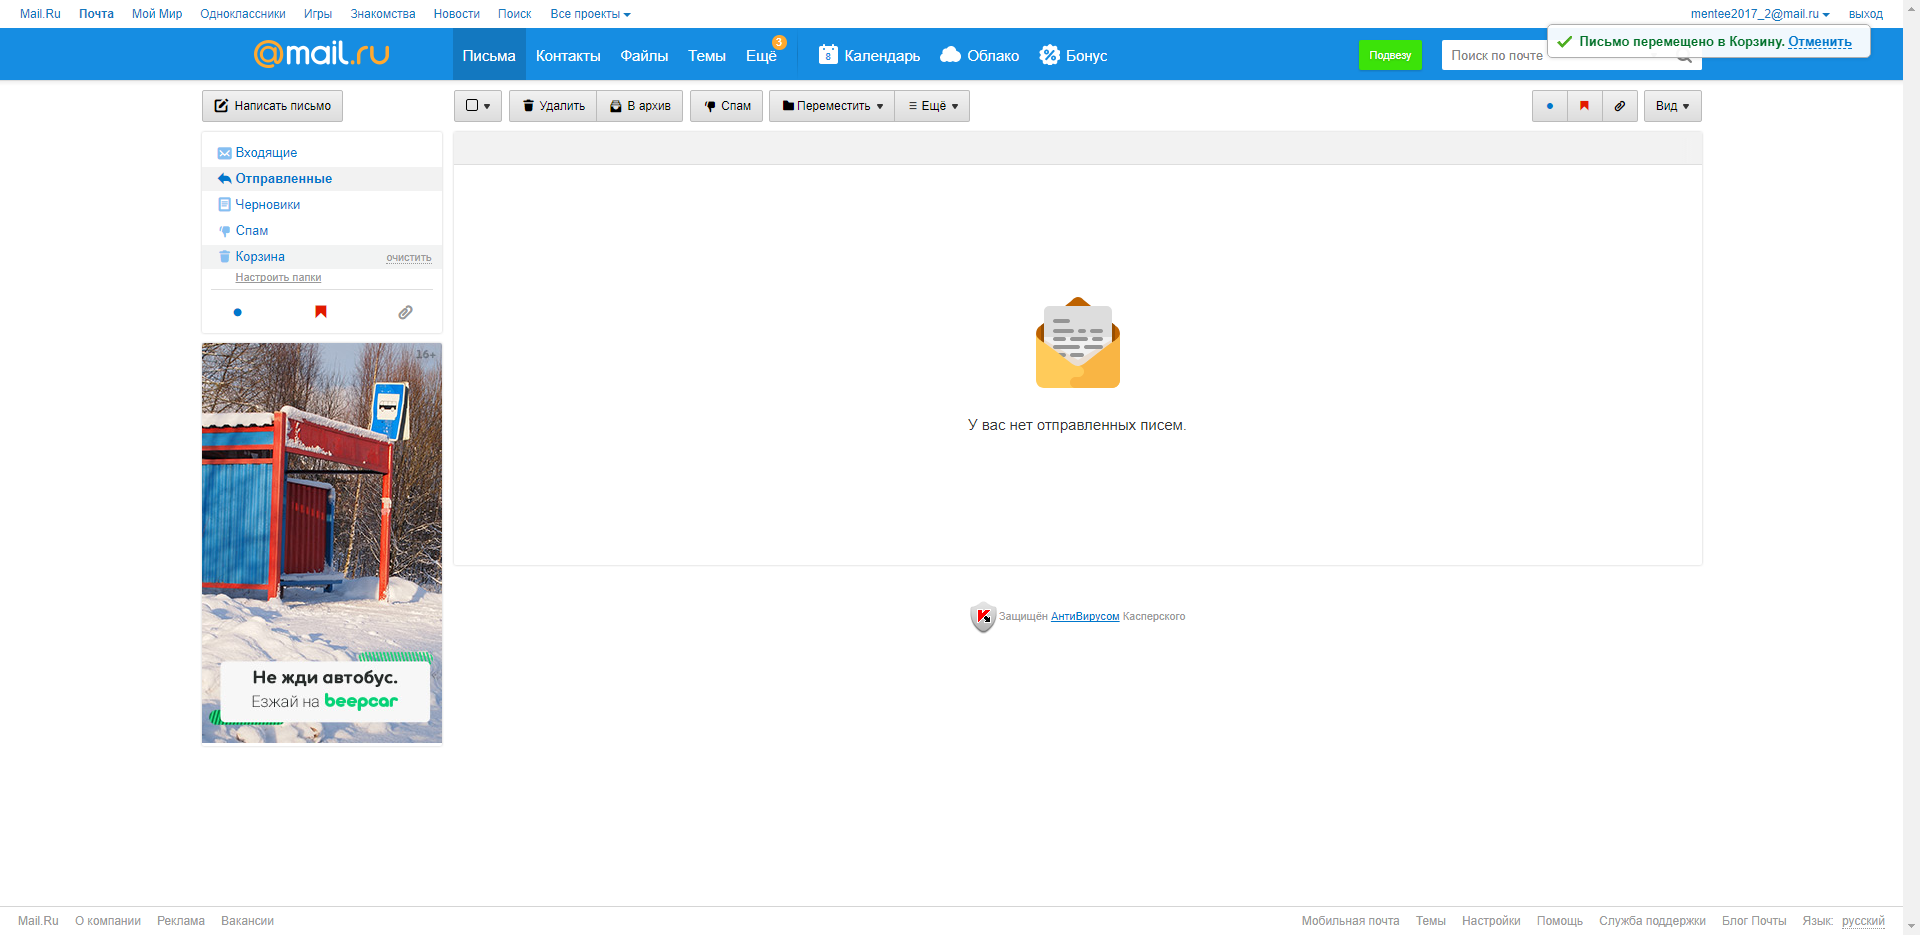 Mail.Ru Почта Мой Мир Одноклассники Игры Знакомства Новости Поиск Все проекты mentee2017_2@mail.ru выход
@mail.ru Письма Контакты Файлы Темы Ещё 3 8 Календарь Облако Бонус Подвезу Поиск по почте
Письмо перемещено в Корзину. Отменить
Написать письмо Удалить В архив Спам Переместить Ещё Вид
Входящие
Отправленные
Черновики
Спам
Корзина очистить
Настроить папки
16+
Не жди автобус.
Езжай на beepcar
У вас нет отправленных писем.
Защищён АнтиВирусом Касперского
Mail.Ru О компании Реклама Вакансии Мобильная почта Темы Настройки Помощь Служба поддержки Блог Почты Язык: русский